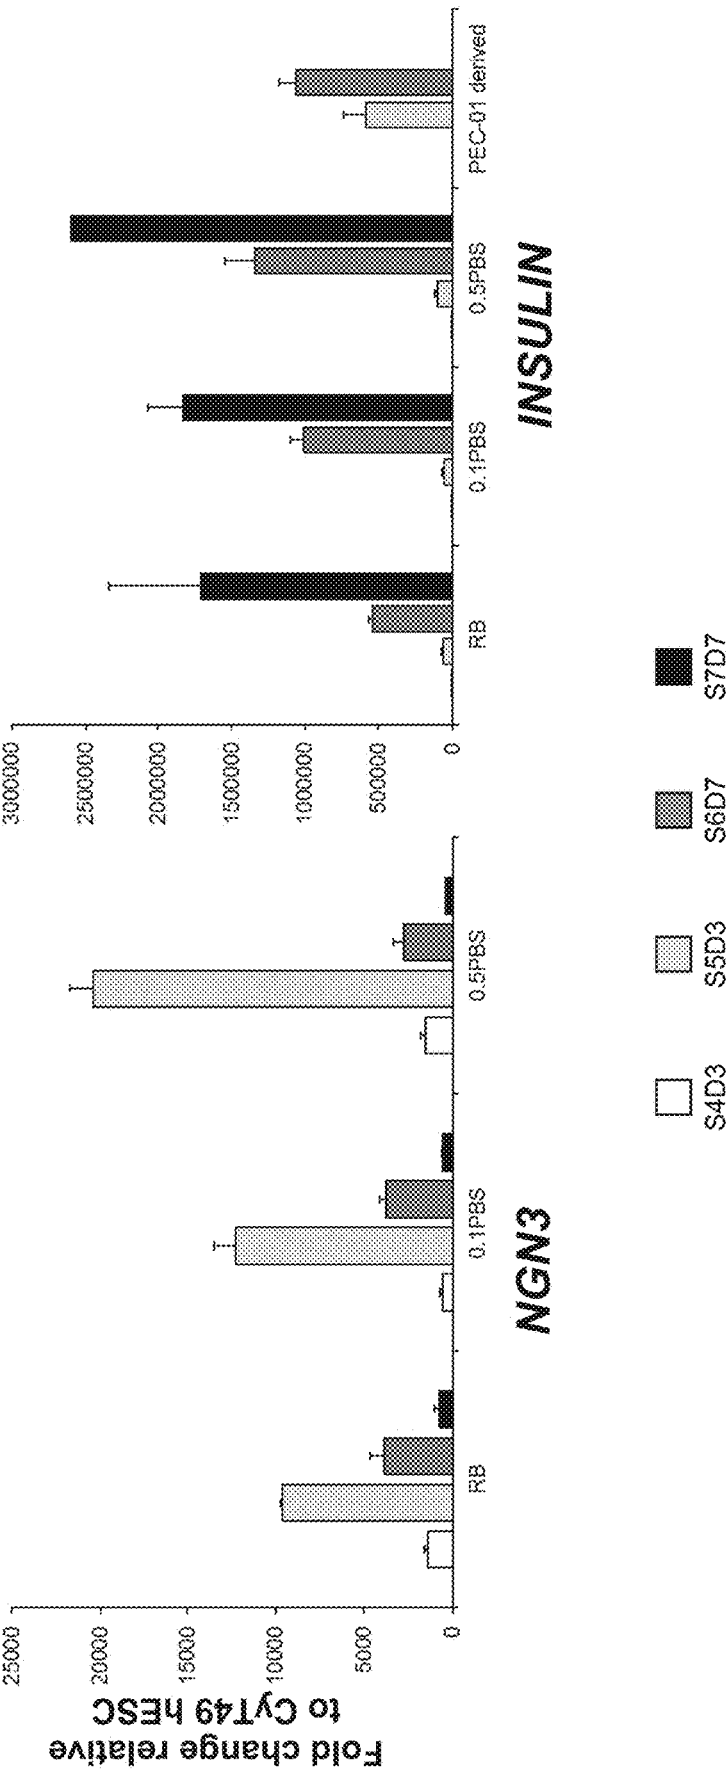 Fold change relative
to CyT49 hESC
25000
20000
15000
10000
5000
0
RB
0.1PBS
0.5PBS
NGN3
3000000
2500000
2000000
1500000
1000000
500000
0
RB
0.1PBS
0.5PBS
PEC-01 derived
INSULIN
S4D3
S5D3
S6D7
S7D7